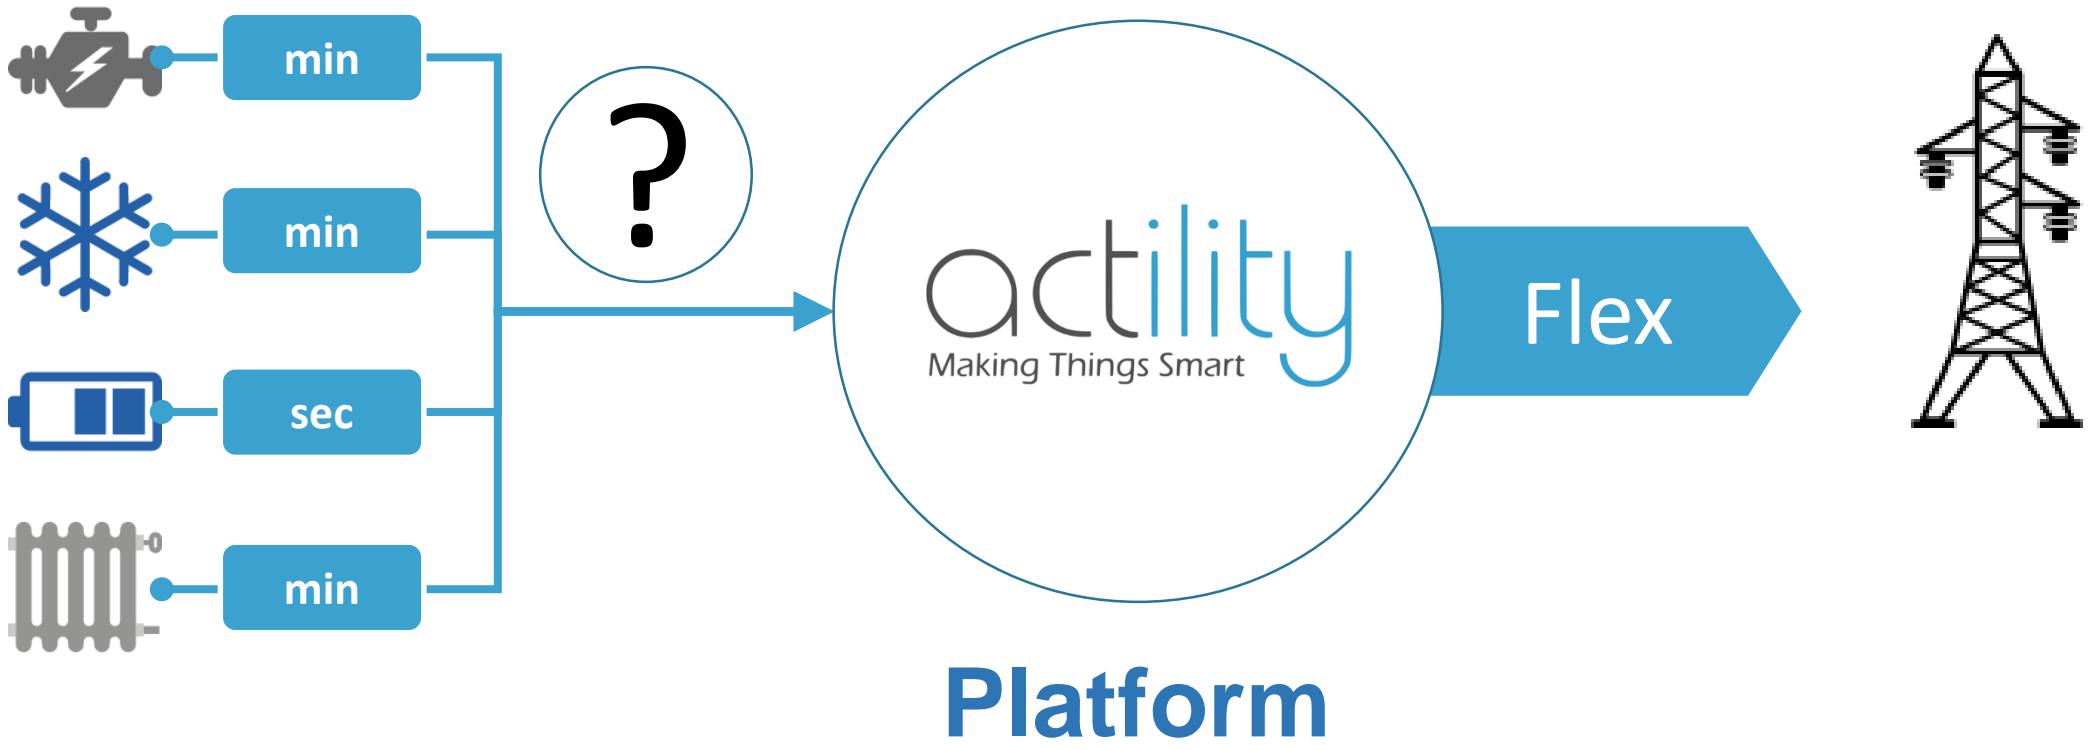 min
min
sec
min
?
actility
Making Things Smart
Flex
Platform